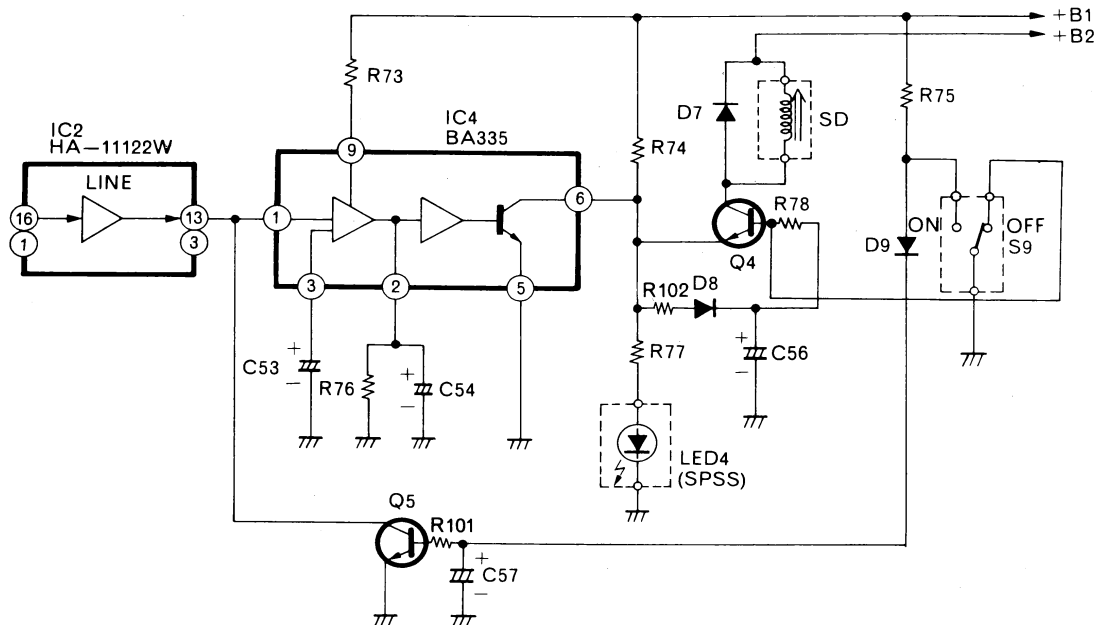 +B1
+B2
R73
R75
IC2
HA-11122W
IC4
BA335
D7
SD
R74
LINE
9
16
13
1
6
1
3
R78
ON
OFF
S9
Q4
D9
3
2
5
R102
D8
+
C53
-
R76
+
C54
-
R77
+
C56
-
LED4
(SPSS)
Q5
R101
+
C57
-